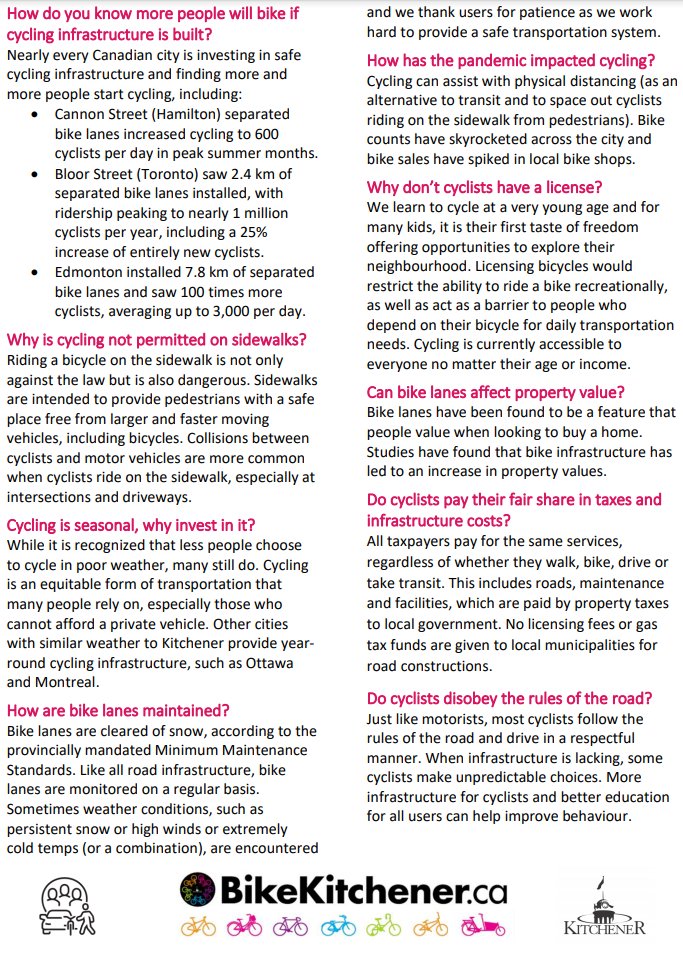 How do you know more people will bike if
cycling infrastructure is built?
Nearly every Canadian city is investing in safe
cycling infrastructure and finding more and
more people start cycling, including:
• Cannon Street (Hamilton) separated
bike lanes increased cycling to 600
cyclists per day in peak summer months.
• Bloor Street (Toronto) saw 2.4 km of
separated bike lanes installed, with
ridership peaking to nearly 1 million
cyclists per year, including a 25%
increase of entirely new cyclists.
• Edmonton installed 7.8 km of separated
bike lanes and saw 100 times more
cyclists, averaging up to 3,000 per day.
Why is cycling not permitted on sidewalks?
Riding a bicycle on the sidewalk is not only
against the law but is also dangerous. Sidewalks
are intended to provide pedestrians with a safe
place free from larger and faster moving
vehicles, including bicycles. Collisions between
cyclists and motor vehicles are more common
when cyclists ride on the sidewalk, especially at
intersections and driveways.
Cycling is seasonal, why invest in it?
While it is recognized that less people choose
to cycle in poor weather, many still do. Cycling
is an equitable form of transportation that
many people rely on, especially those who
cannot afford a private vehicle. Other cities
with similar weather to Kitchener provide year-
round cycling infrastructure, such as Ottawa
and Montreal.
How are bike lanes maintained?
Bike lanes are cleared of snow, according to the
provincially mandated Minimum Maintenance
Standards. Like all road infrastructure, bike
lanes are monitored on a regular basis.
Sometimes weather conditions, such as
persistent snow or high winds or extremely
cold temps (or a combination), are encountered
and we thank users for patience as we work
hard to provide a safe transportation system.
How has the pandemic impacted cycling?
Cycling can assist with physical distancing (as an
alternative to transit and to space out cyclists
riding on the sidewalk from pedestrians). Bike
counts have skyrocketed across the city and
bike sales have spiked in local bike shops.
Why don't cyclists have a license?
We learn to cycle at a very young age and for
many kids, it is their first taste of freedom
offering opportunities to explore their
neighbourhood. Licensing bicycles would
restrict the ability to ride a bike recreationally,
as well as act as a barrier to people who
depend on their bicycle for daily transportation
needs. Cycling is currently accessible to
everyone no matter their age or income.
Can bike lanes affect property value?
Bike lanes have been found to be a feature that
people value when looking to buy a home.
Studies have found that bike infrastructure has
led to an increase in property values.
Do cyclists pay their fair share in taxes and
infrastructure costs?
All taxpayers pay for the same services,
regardless of whether they walk, bike, drive or
take transit. This includes roads, maintenance
and facilities, which are paid by property taxes
to local government. No licensing fees or gas
tax funds are given to local municipalities for
road constructions.
Do cyclists disobey the rules of the road?
Just like motorists, most cyclists follow the
rules of the road and drive in a respectful
manner. When infrastructure is lacking, some
cyclists make unpredictable choices. More
infrastructure for cyclists and better education
for all users can help improve behaviour.
BikeKitchener.ca
KITCHENER